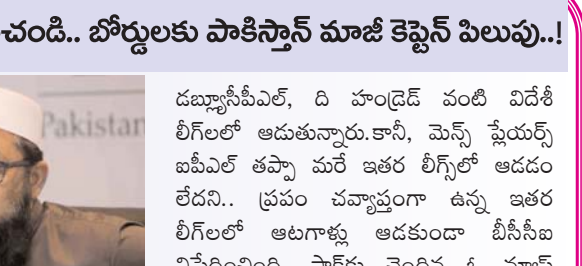 చండి.. బోర్డులకు పాకిస్తాన్ మాజీ కెప్టెన్ పిలుపు..!
Pakistan
డబ్ల్యూసీపీఎల్, ది హండ్రెడ్ వంటి విదేశీ
లీగ్‌లలో ఆడుతున్నారు.కానీ, మెన్స్ ప్లేయర్స్
ఐపీఎల్ తప్పా మరే ఇతర లీగ్స్‌లో ఆడడం
లేదని.. ప్రపం చవ్యాప్తంగా ఉన్న ఇతర
లీగ్‌లలో ఆటగాళ్లు ఆడకుండా బీసీసీఐ